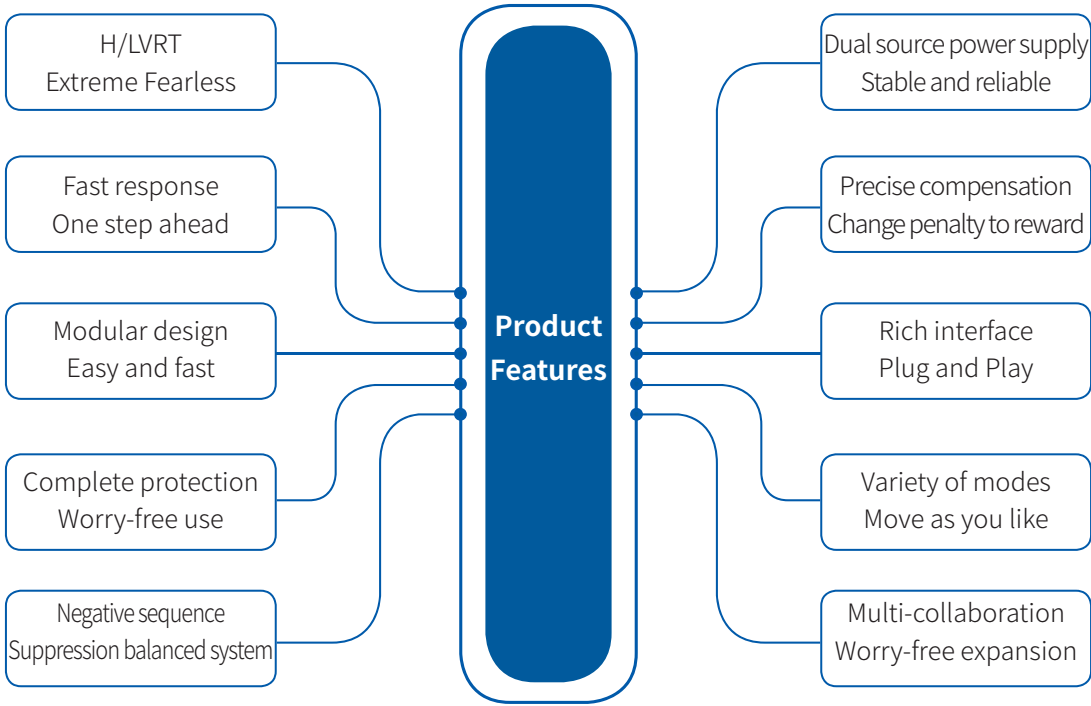 H/LVRT
Extreme Fearless
Fast response
One step ahead
Modular design
Easy and fast
Complete protection
Worry-free use
Negative sequence
Suppression balanced system
Product
Features
Dual source power supply
Stable and reliable
Precise compensation
Change penalty to reward
Rich interface
Plug and Play
Variety of modes
Move as you like
Multi-collaboration
Worry-free expansion